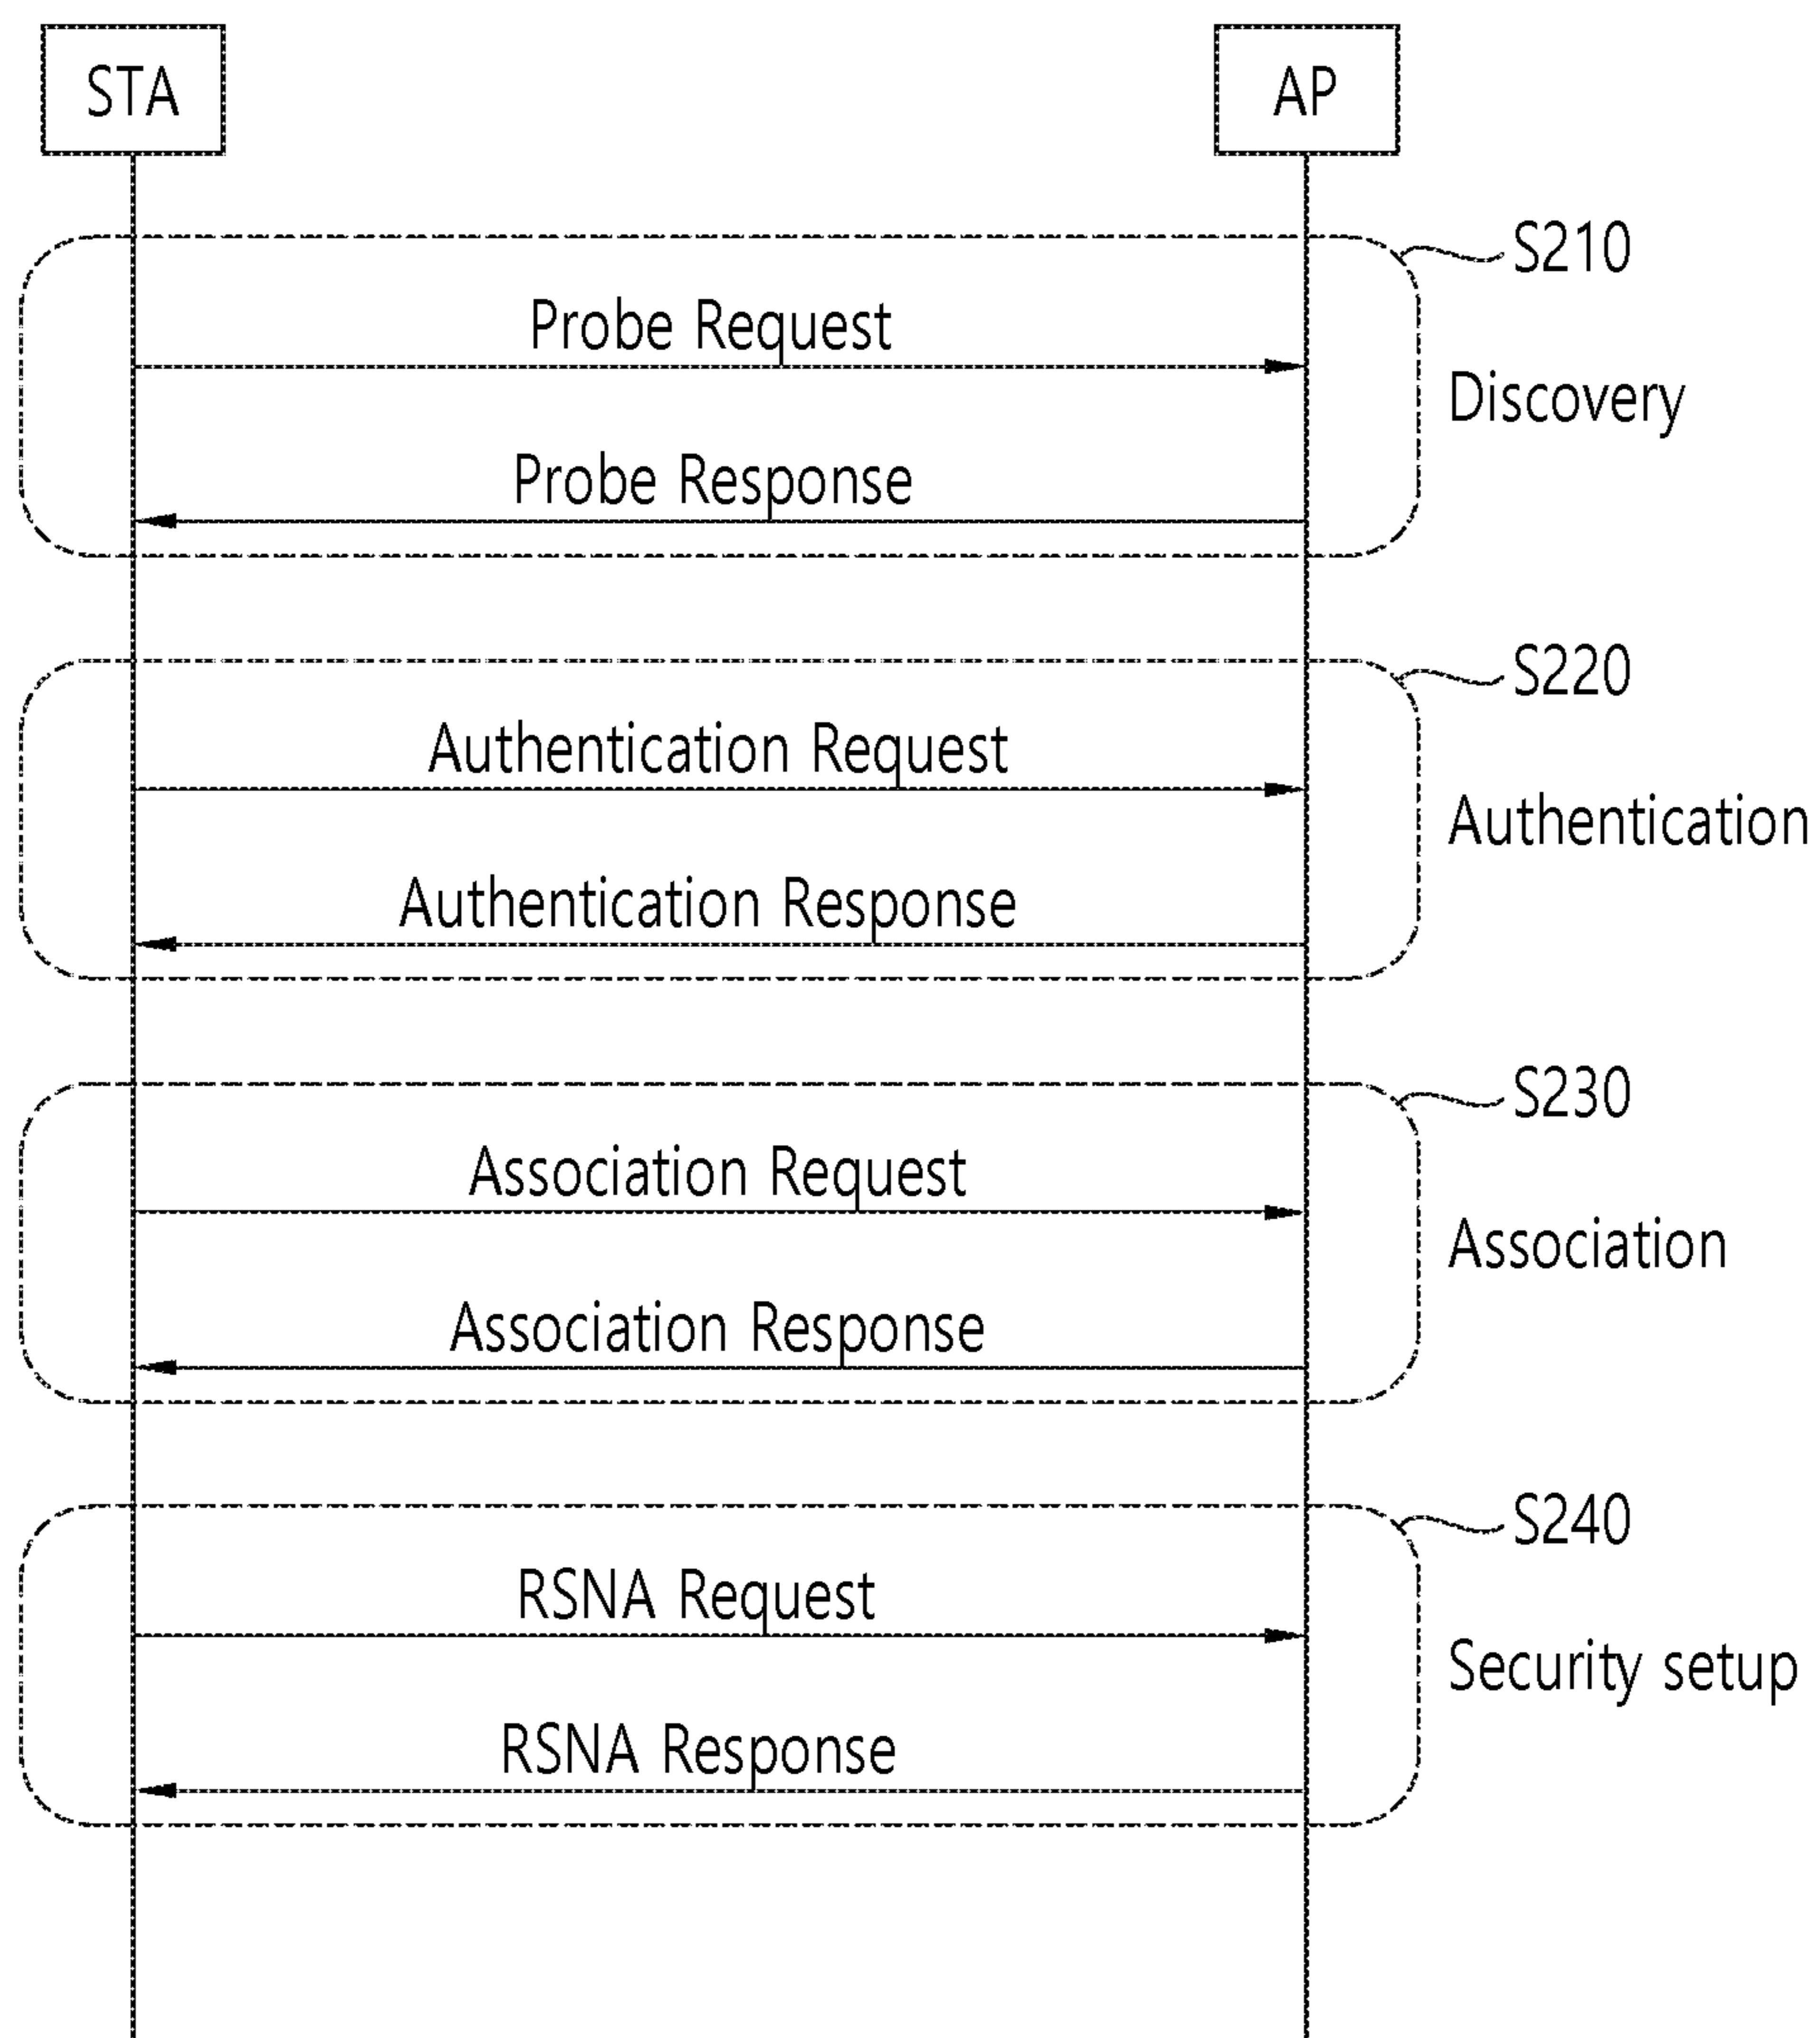 STA
AP
S210
Probe Request
Discovery
Probe Response
S220
Authentication Request
Authentication
Authentication Response
S230
Association Request
Association
Association Response
S240
RSNA Request
Security setup
RSNA Response